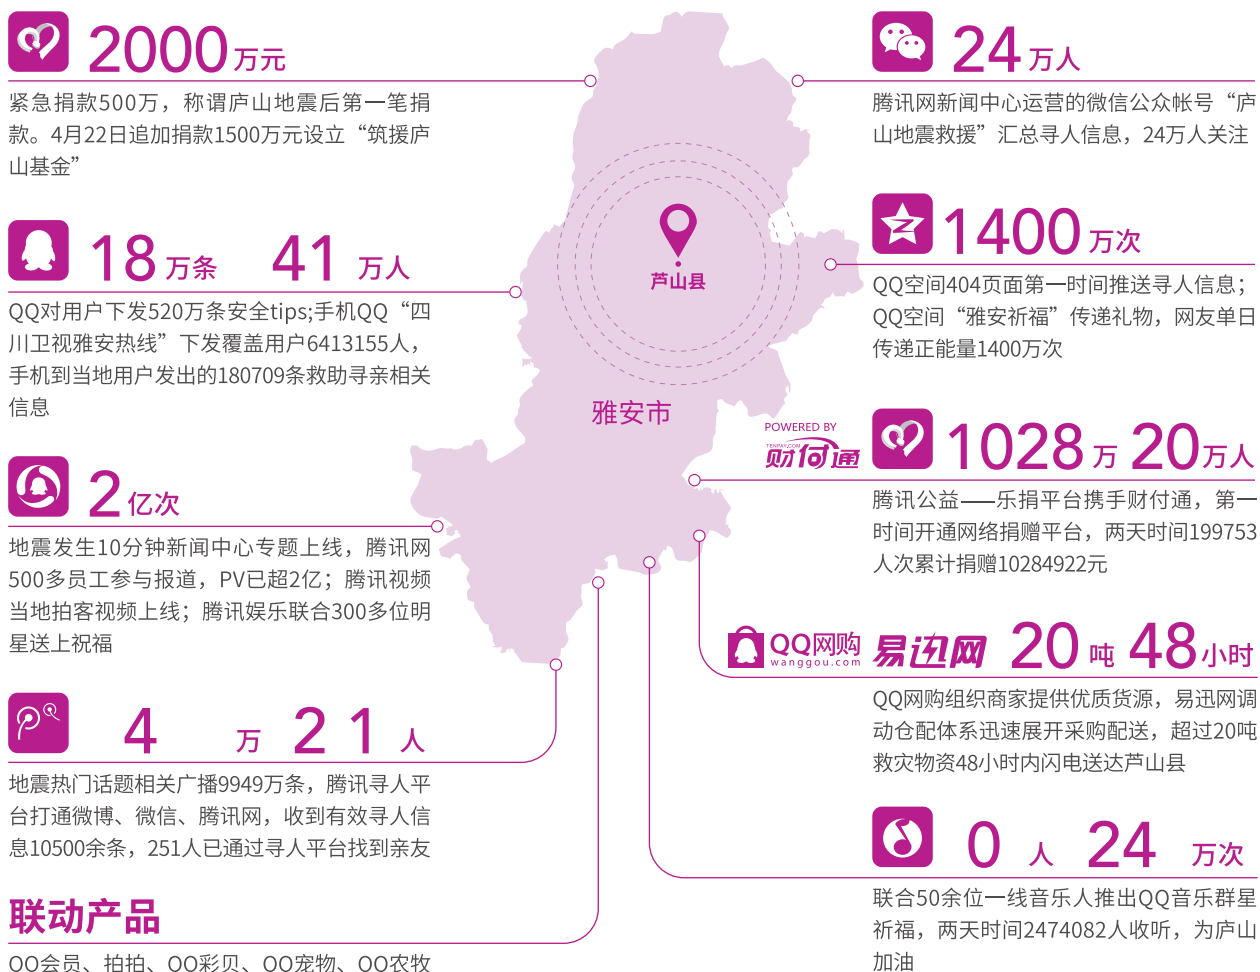 2000万元
紧急捐款500万，称谓庐山地震后第一笔捐
款。4月22日追加捐款1500万元设立“筑援庐
山基金”
18万条 41万人
QQ对用户下发520万条安全tips;手机QQ“四
川卫视雅安热线”下发覆盖用户6413155人，
手机到当地用户发出的180709条救助寻亲相关
信息
2亿次
地震发生10分钟新闻中心专题上线，腾讯网
500多员工参与报道，PV已超2亿；腾讯视频
当地拍客视频上线；腾讯娱乐联合300多位明
星送上祝福
4 万 21人
地震热门话题相关广播9949万条，腾讯寻人平
台打通微博、微信、腾讯网，收到有效寻人信
息10500余条，251人已通过寻人平台找到亲友
联动产品
QQ会员、拍拍、QQ彩贝、QQ宠物、QQ农牧
芦山县
雅安市
24万人
腾讯网新闻中心运营的微信公众帐号“庐
山地震救援”汇总寻人信息，24万人关注
1400万次
QQ空间404页面第一时间推送寻人信息；
QQ空间“雅安祈福”传递礼物，网友单日
传递正能量1400万次
POWERED BY
TENPAY.COM
财付通
1028万 20万人
腾讯公益——乐捐平台携手财付通，第一
时间开通网络捐赠平台，两天时间199753
人次累计捐赠10284922元
QQ网购
wanggou.com
易迅网
20吨 48小时
QQ网购组织商家提供优质货源，易迅网调
动仓配体系迅速展开采购配送，超过20吨
救灾物资48小时内闪电送达芦山县
0人 24 万次
联合50余位一线音乐人推出QQ音乐群星
祈福，两天时间2474082人收听，为庐山
加油